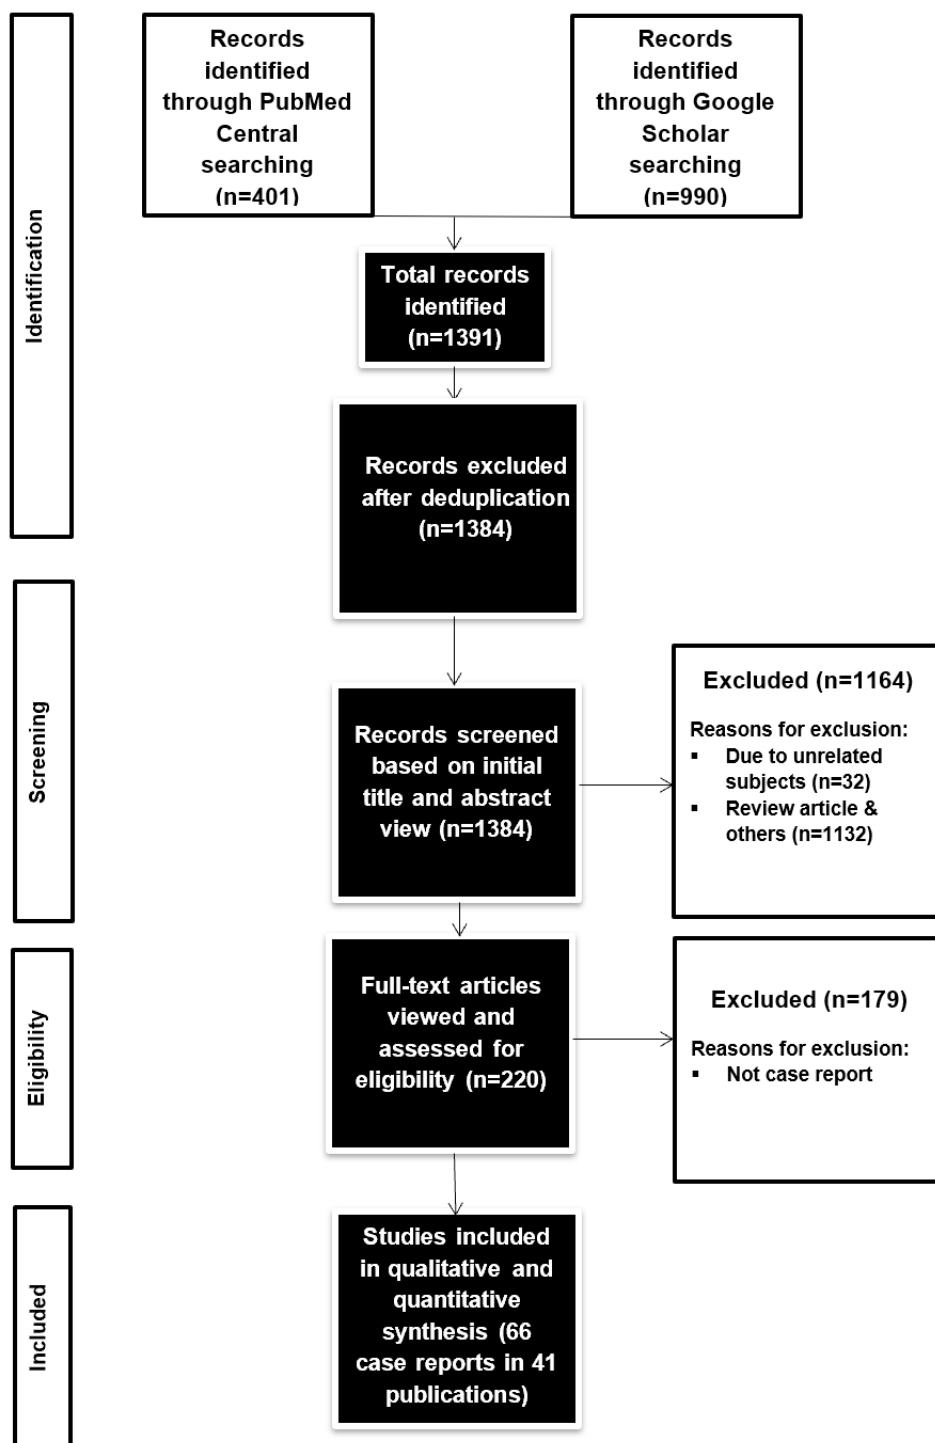 Identification
Records
identified
through PubMed
Central
searching
(n=401)
Records
identified
through Google
Scholar
searching
(n=990)
Total records
identified
(n=1391)
Records excluded
after deduplication
(n=1384)
Screening
Records screened
based on initial
title and abstract
view (n=1384)
Excluded (n=1164)
Reasons for exclusion:
▪ Due to unrelated
subjects (n=32)
▪ Review article &
others (n=1132)
Eligibility
Full-text articles
viewed and
assessed for
eligibility (n=220)
Excluded (n=179)
Reasons for exclusion:
▪ Not case report
Included
Studies included
in qualitative and
quantitative
synthesis (66
case reports in 41
publications)